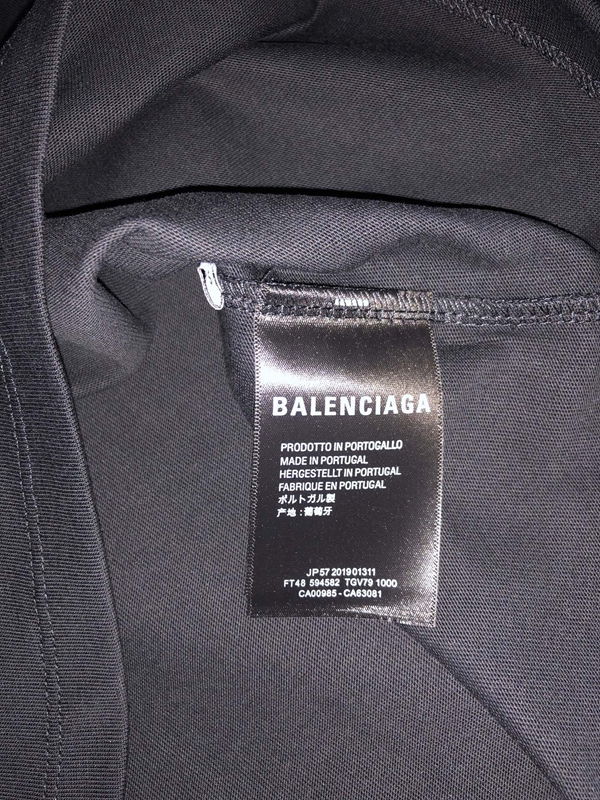 BALENCIAGA
PRODOTTO IN PORTOGALLO
MADE IN PORTUGAL
HERGESTELLT IN PORTUGAL
FABRIQUE EN PORTUGAL
ポルトガル製
产地:葡萄牙
JP57 201901311
FT48 594582 TGV79 1000
CA00985-CA63081